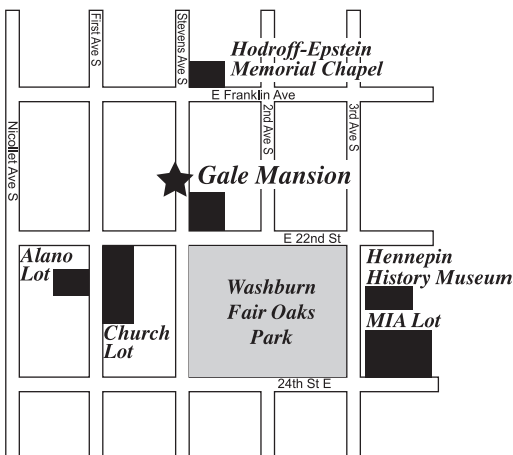 First Ave S
Stevens Ave S
Hodroff-Epstein
Memorial Chapel
E Franklin Ave
Nicollet Ave S
2nd Ave S
3rd Ave S
Gale Mansion
E 22nd St
Alano
Lot
Church
Lot
Washburn
Fair Oaks
Park
Hennepin
History Museum
MIA Lot
24th St E